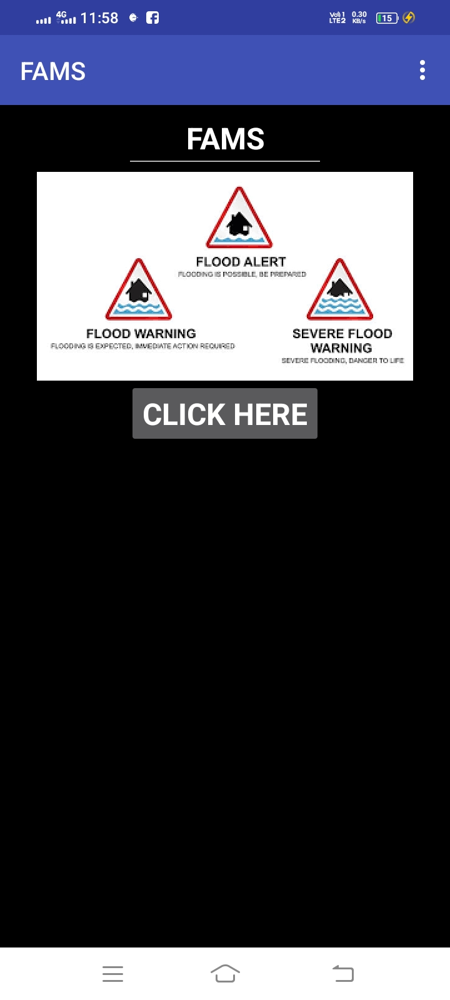 4G 11:58
Vo) 1 LTE2 0.30 KB/s 15
FAMS
FAMS
FLOOD ALERT
FLOODING IS POSSIBLE, BE PREPARED
FLOOD WARNING
FLOODING IS EXPECTED, IMMEDIATE ACTION REQUIRED
SEVERE FLOOD
WARNING
SEVERE FLOODING, DANGER TO LIFE
CLICK HERE